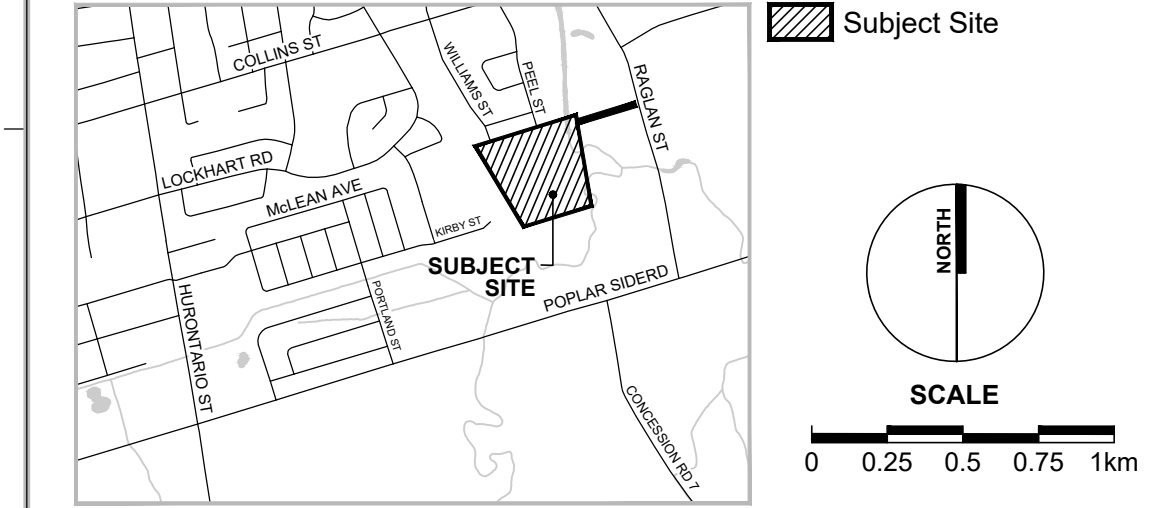 Subject Site
COLLINS ST
WILLIAMS ST
PEEL ST
RAGLAN ST
LOCKHART RD
McLEAN AVE
KIRBY ST
SUBJECT
SITE
POPLAR SIDERD
HURONTARIO ST
PORTLAND ST
CONCESSION RD 7
NORTH
SCALE
0 0.25 0.5 0.75 1km